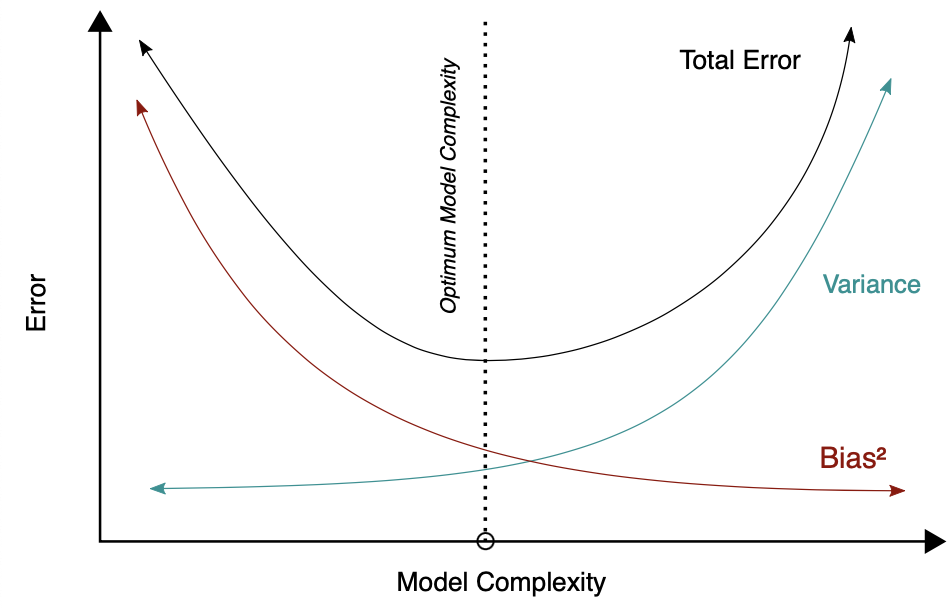 Total Error
Optimum Model Complexity
Variance
Error
Bias²
Model Complexity